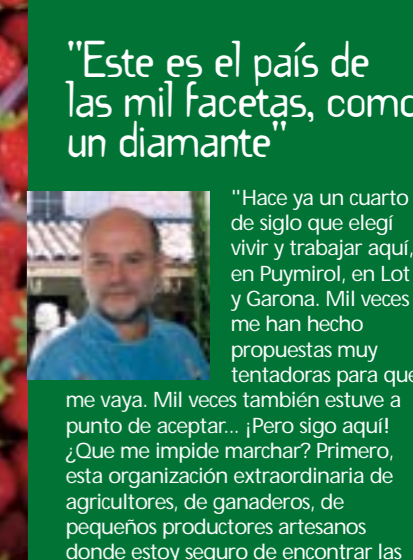 "Este es el país de
las mil facetas, como
un diamante"
"Hace ya un cuarto
de siglo que elegí
vivir y trabajar aquí,
en Puymirol, en Lot
y Garona. Mil veces
me han hecho
propuestas muy
tentadoras para que
me vaya. Mil veces también estuve a
punto de aceptar... ¡Pero sigo aquí!
¿Que me impide marchar? Primero,
esta organización extraordinaria de
agricultores, de ganaderos, de
pequeños productores artesanos
donde estoy seguro de encontrar las